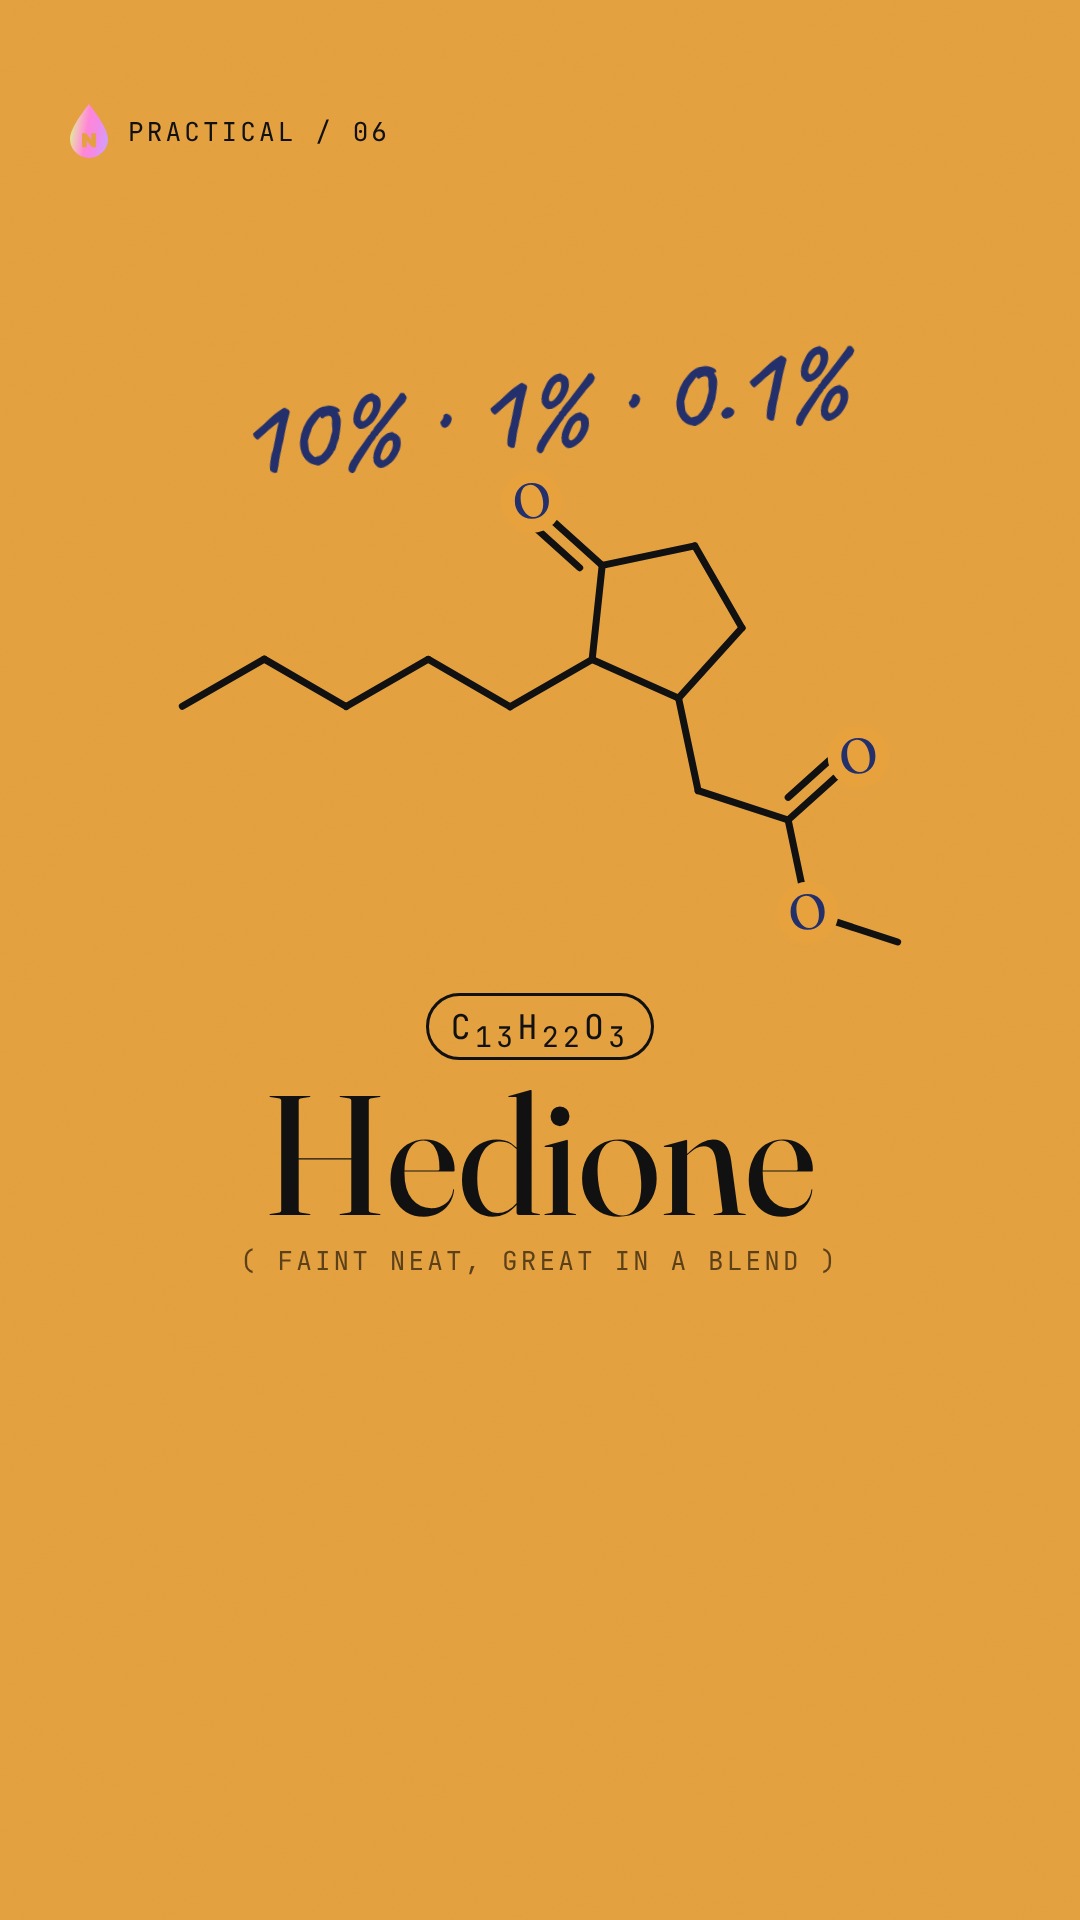 N
PRACTICAL / 06
10% · 1% · 0.1%
O
O
O
C₁₃H₂₂O₃
Hedione
( FAINT NEAT, GREAT IN A BLEND )